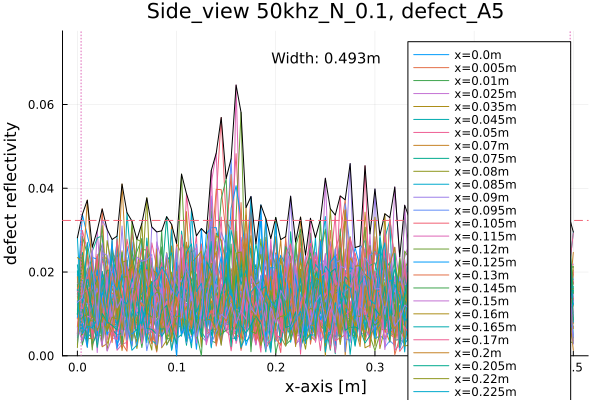 Side_view 50khz_N_0.1, defect_A5
Width: 0.493m
defect reflectivity
0.06
0.04
0.02
0.00
0.0
0.1
0.2
0.3
.5
x-axis [m]
x=0.0m
x=0.005m
x=0.01m
x=0.025m
x=0.035m
x=0.045m
x=0.05m
x=0.07m
x=0.075m
x=0.08m
x=0.085m
x=0.09m
x=0.095m
x=0.105m
x=0.115m
x=0.12m
x=0.125m
x=0.13m
x=0.145m
x=0.15m
x=0.16m
x=0.165m
x=0.17m
x=0.2m
x=0.205m
x=0.22m
x=0.225m